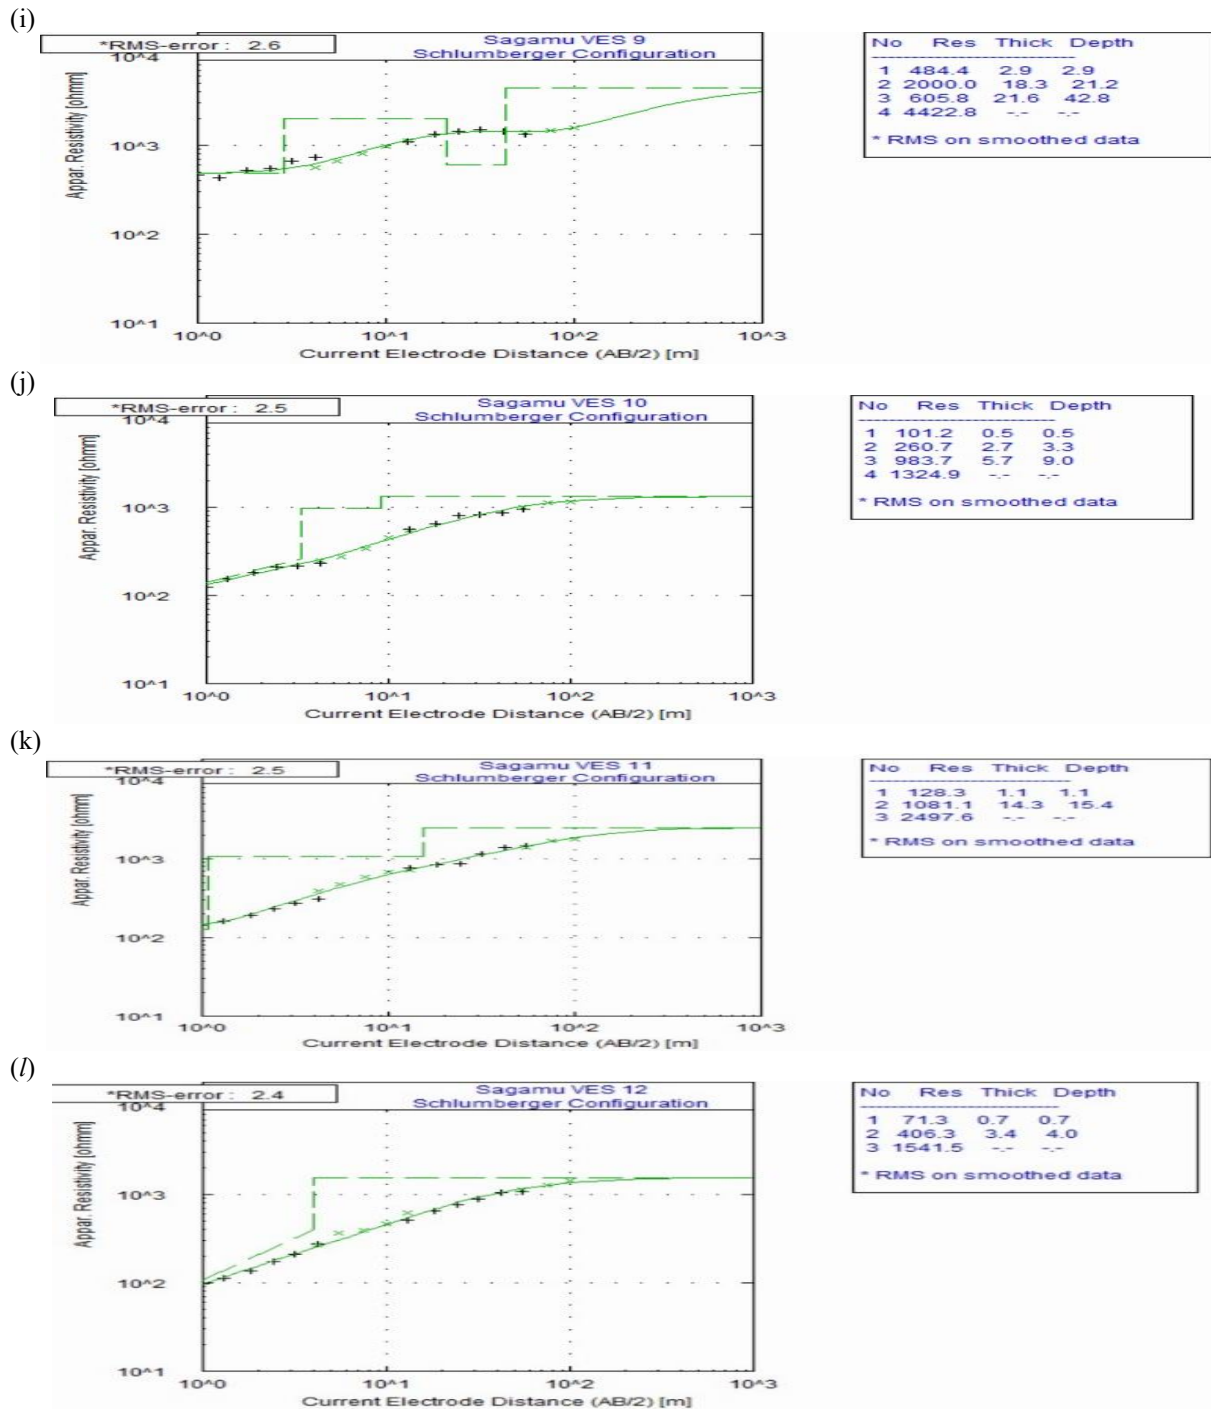 (i)
*RMS-error : 2.6
Sagamu VES 9
Schlumberger Configuration
Appar. Resistivity [ohmm]
10^4
10^3
10^2
10^1
10^0 10^1 10^2 10^3
Current Electrode Distance (AB/2) [m]
No Res Thick Depth
1 484.4 2.9 2.9
2 2000.0 18.3 21.2
3 605.8 21.6 42.8
4 4422.8 -.- -.-
* RMS on smoothed data
(j)
*RMS-error : 2.5
Sagamu VES 10
Schlumberger Configuration
Appar. Resistivity [ohmm]
10^4
10^3
10^2
10^1
10^0 10^1 10^2 10^3
Current Electrode Distance (AB/2) [m]
No Res Thick Depth
1 101.2 0.5 0.5
2 260.7 2.7 3.3
3 983.7 5.7 9.0
4 1324.9 -.- -.-
* RMS on smoothed data
(k)
*RMS-error : 2.5
Sagamu VES 11
Schlumberger Configuration
Appar. Resistivity [ohmm]
10^4
10^3
10^2
10^1
10^0 10^1 10^2 10^3
Current Electrode Distance (AB/2) [m]
No Res Thick Depth
1 128.3 1.1 1.1
2 1081.1 14.3 15.4
3 2497.6 -.- -.-
* RMS on smoothed data
(l)
*RMS-error : 2.4
Sagamu VES 12
Schlumberger Configuration
Appar. Resistivity [ohmm]
10^4
10^3
10^2
10^1
10^0 10^1 10^2 10^3
Current Electrode Distance (AB/2) [m]
No Res Thick Depth
1 71.3 0.7 0.7
2 406.3 3.4 4.0
3 1541.5 -.- -.-
* RMS on smoothed data